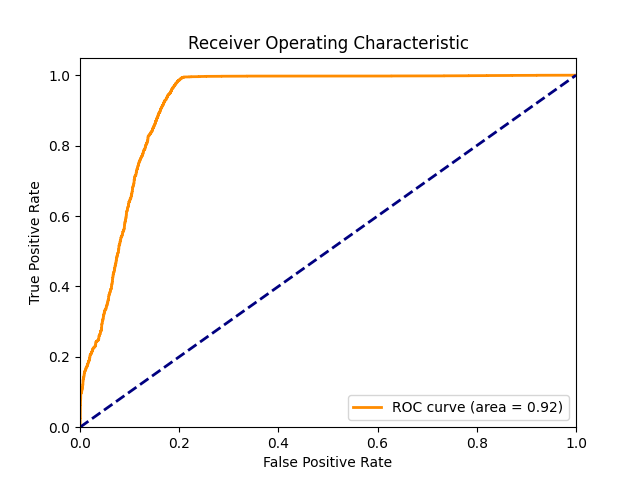 Receiver Operating Characteristic
1.0
0.8
0.6
0.4
0.2
0.0
True Positive Rate
ROC curve (area = 0.92)
0.0 0.2 0.4 0.6 0.8 1.0
False Positive Rate